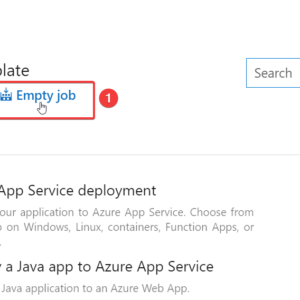 plate
Search
Empty job
1
App Service deployment
our application to Azure App Service. Choose from
on Windows, Linux, containers, Function Apps, or
a Java app to Azure App Service
Java application to an Azure Web App.